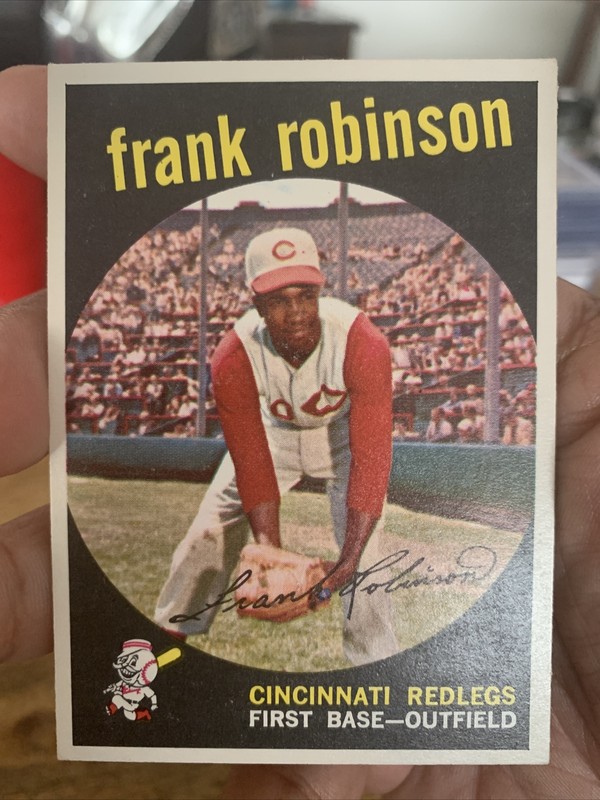 frank robinson
C
Frank Robinson
CINCINNATI REDLEGS
FIRST BASE—OUTFIELD